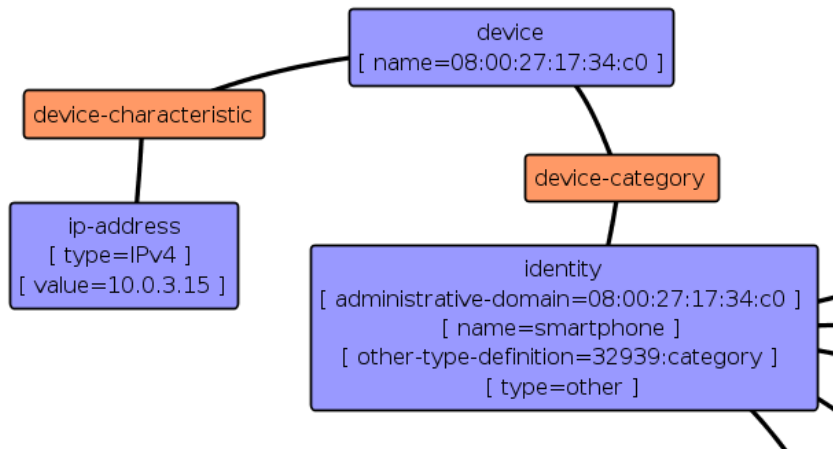 device
[ name=08:00:27:17:34:c0 ]
device-characteristic
device-category
ip-address
[ type=IPv4 ]
[ value=10.0.3.15 ]
identity
[ administrative-domain=08:00:27:17:34:c0 ]
[ name=smartphone ]
[ other-type-definition=32939:category ]
[ type=other ]